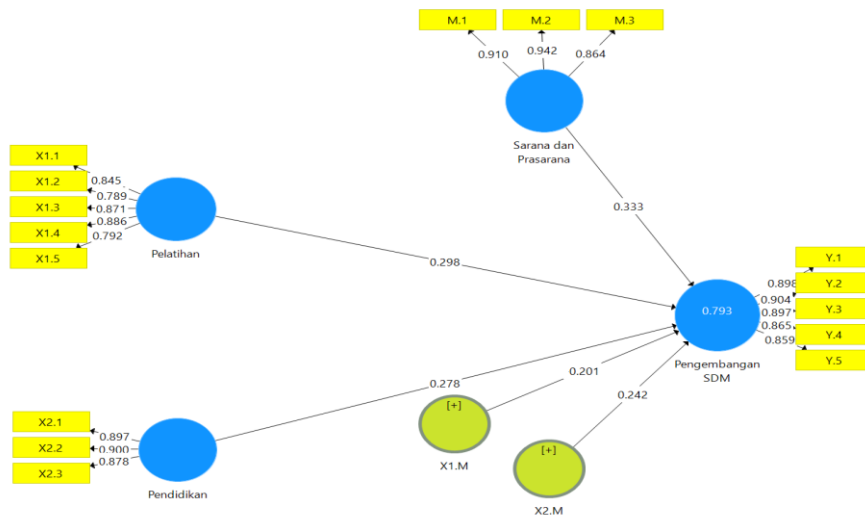 M.1
M.2
M.3
0.910
0.942
0.864
Sarana dan
Prasarana
X1.1
X1.2
X1.3
X1.4
X1.5
0.845
0.789
0.871
0.886
0.792
Pelatihan
0.333
0.298
Y.1
Y.2
Y.3
Y.4
Y.5
0.898
0.904
0.897
0.865
0.859
0.793
Pengembangan
SDM
0.278
0.201
0.242
X2.1
X2.2
X2.3
0.897
0.900
0.878
Pendidikan
[+]
X1.M
[+]
X2.M